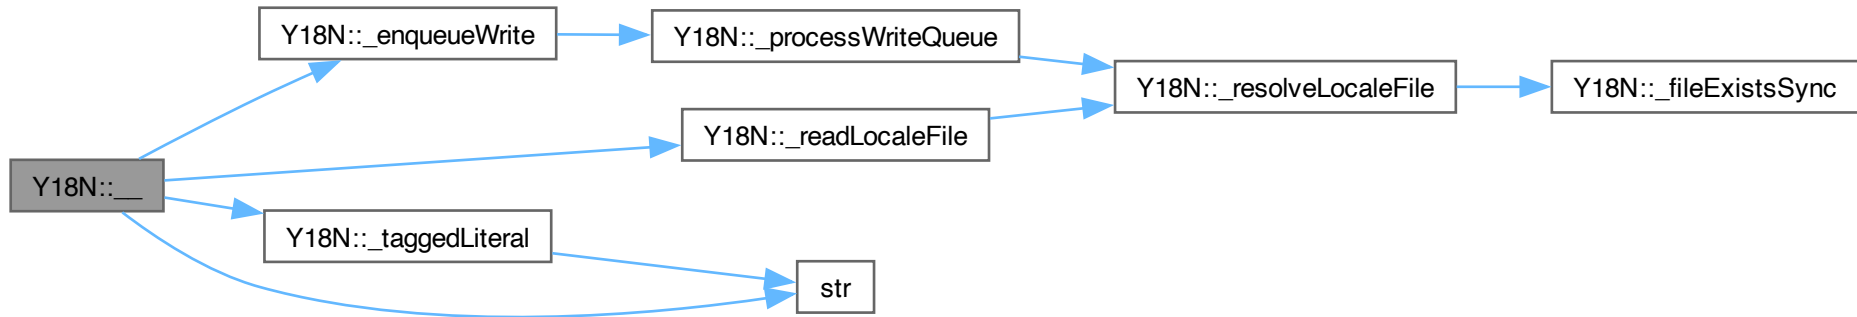 Y18N::_enqueueWrite
Y18N::_processWriteQueue
Y18N::_resolveLocaleFile
Y18N::_fileExistsSync
Y18N::_readLocaleFile
Y18N::__
Y18N::_taggedLiteral
str